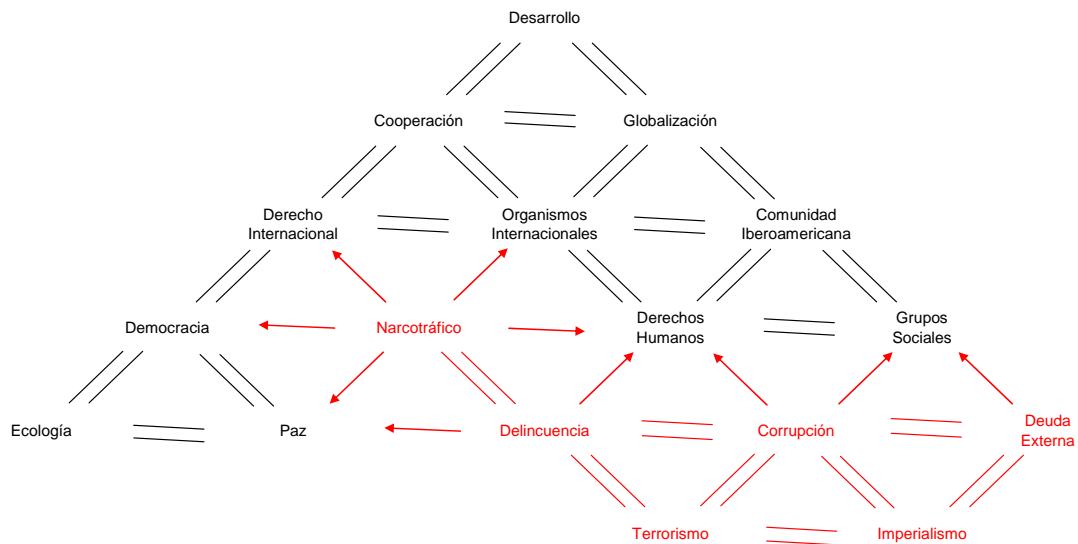 Desarrollo
Cooperación
Globalización
Derecho
Internacional
Organismos
Internacionales
Comunidad
Iberoamericana
Democracia
Narcotráfico
Derechos
Humanos
Grupos
Sociales
Ecología
Paz
Delincuencia
Corrupción
Deuda
Externa
Terrorismo
Imperialismo